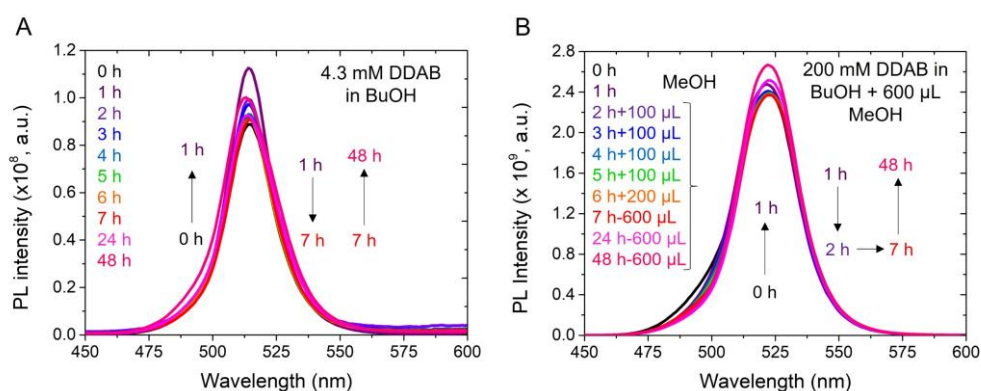 A
PL intensity (x10⁸, a.u.)
1.2
1.0
0.8
0.6
0.4
0.2
0.0
0 h
1 h
2 h
3 h
4 h
5 h
6 h
7 h
24 h
48 h
4.3 mM DDAB
in BuOH
1 h
0 h
1 h
7 h
48 h
7 h
450 475 500 525 550 575 600
Wavelength (nm)
B
PL Intensity (x 10⁹, a.u.)
2.8
2.4
2.0
1.6
1.2
0.8
0.4
0.0
0 h
1 h
2 h+100 µL
3 h+100 µL
4 h+100 µL
5 h+100 µL
6 h+200 µL
7 h-600 µL
24 h-600 µL
48 h-600 µL
MeOH
200 mM DDAB in
BuOH + 600 µL
MeOH
1 h
0 h
1 h
2 h
7 h
48 h
450 475 500 525 550 575 600
Wavelength (nm)